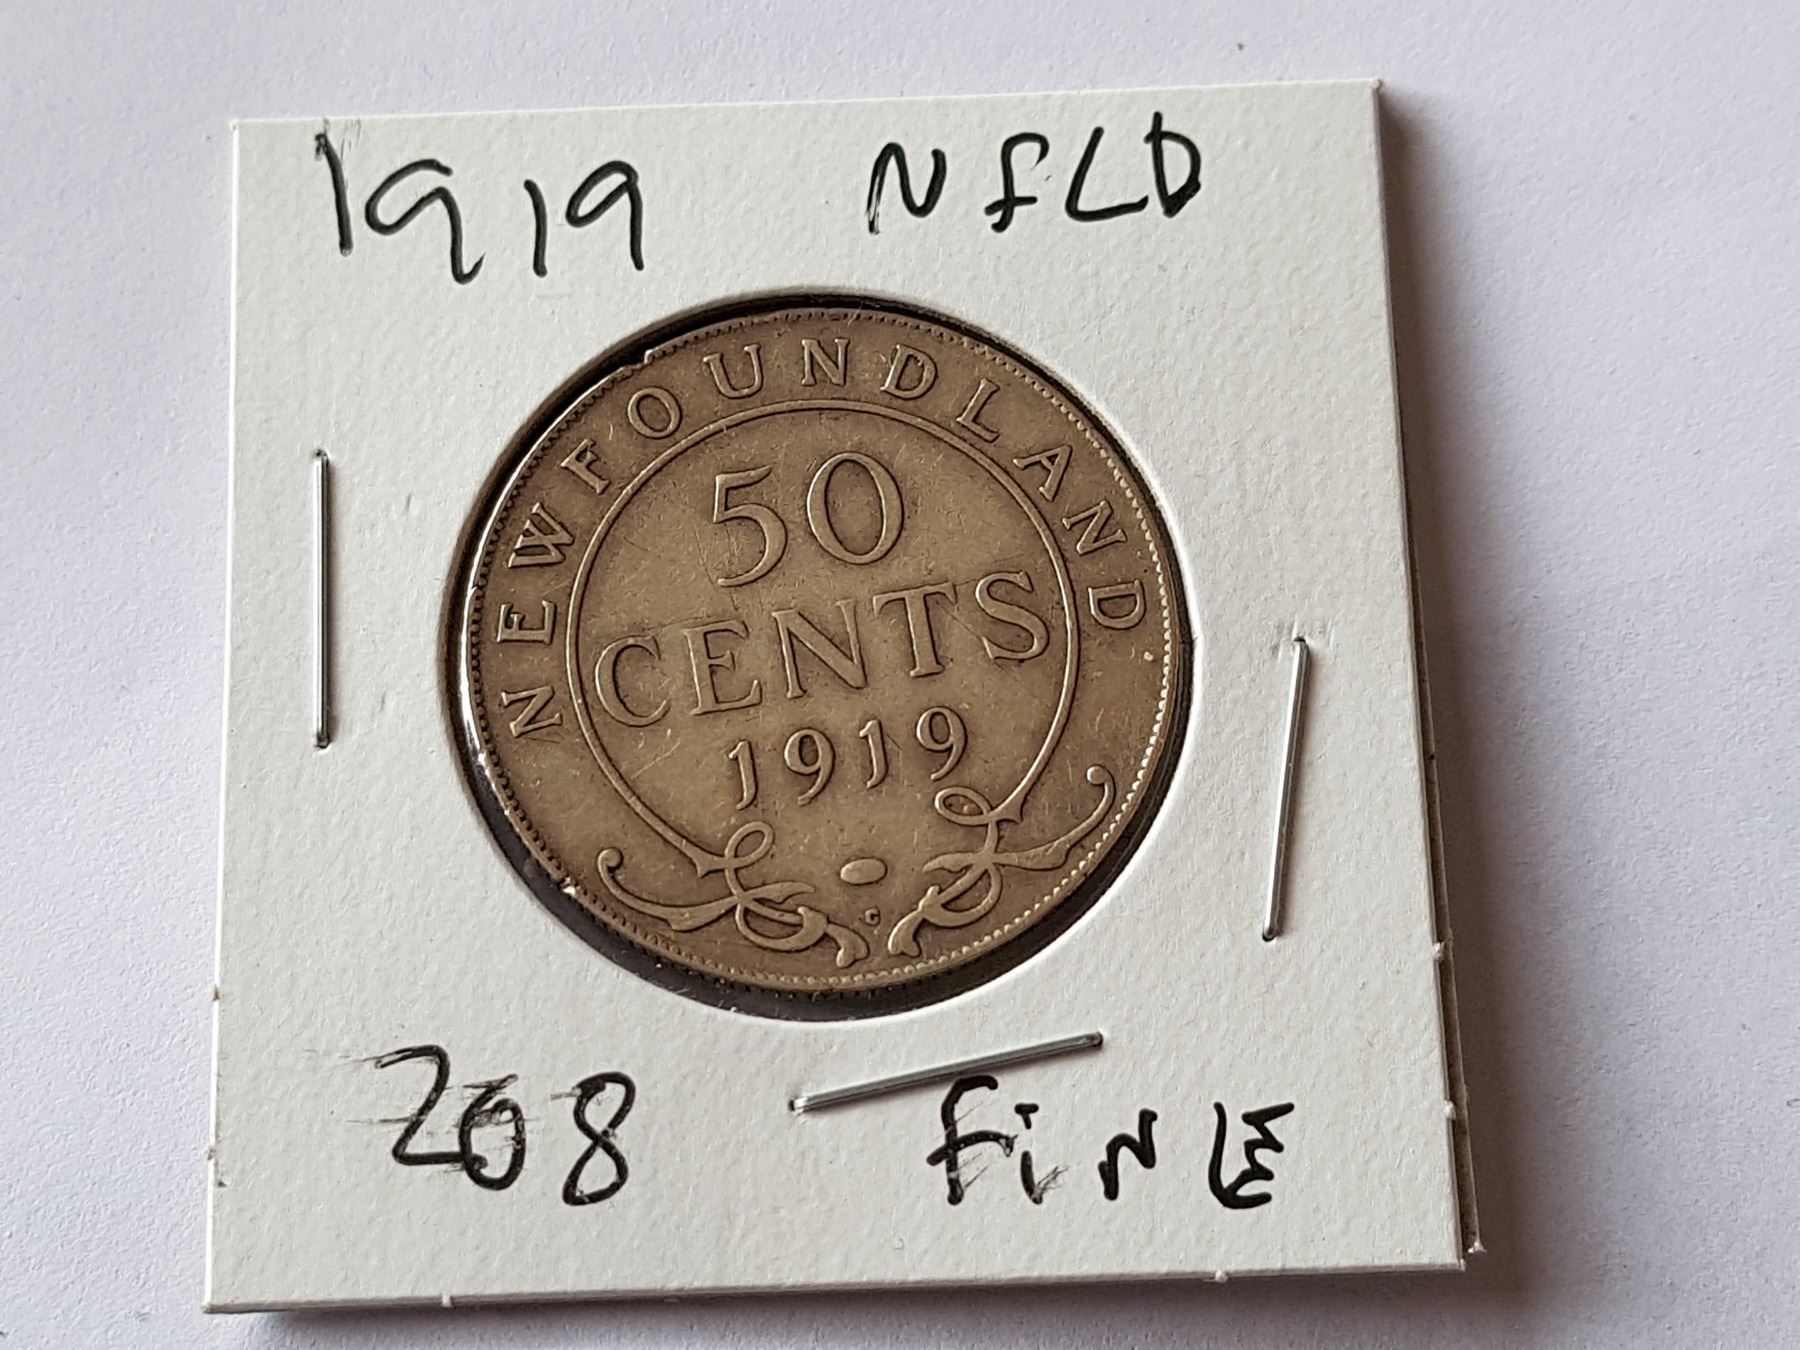 1919 NFLD
NEWFOUNDLAND
50
CENTS
1919
C
208 FiNE